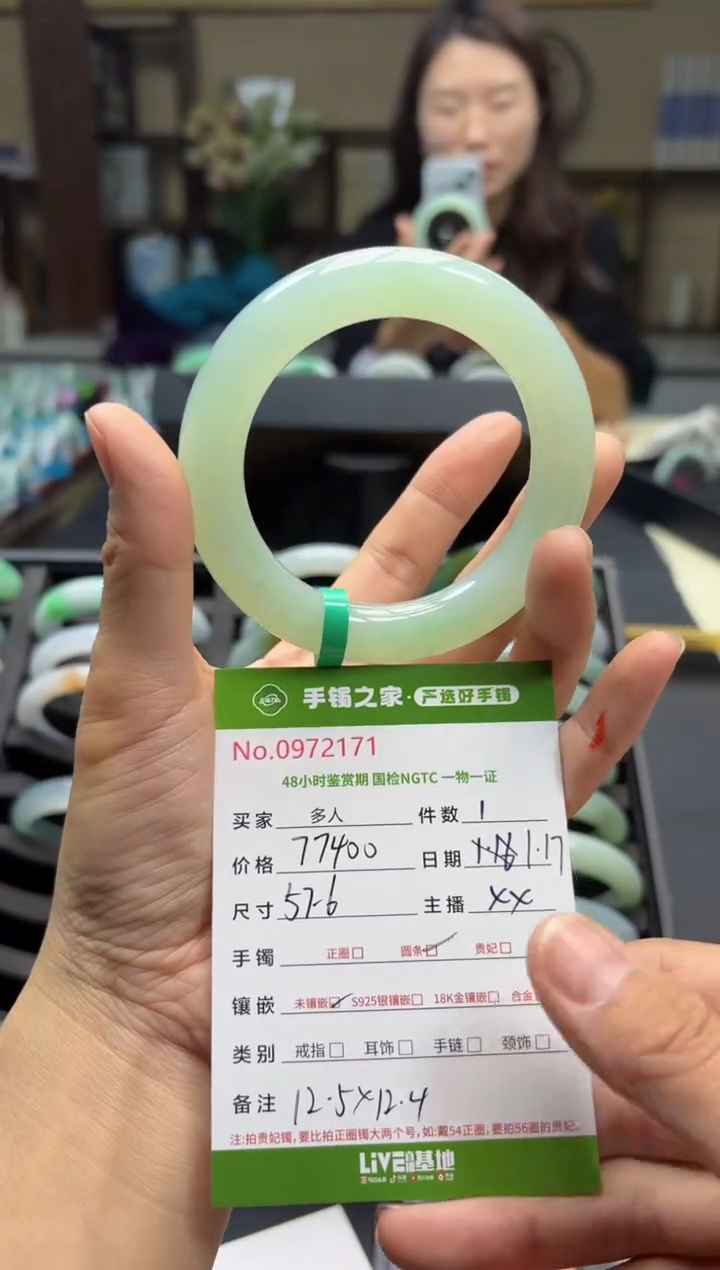 手镯之家·严选好手镯
No.0972171
48小时鉴赏期 国检NGTC 一物一证
买家 多人 件数 1
价格 77400 日期 1.17
尺寸 57.6 主播 XX
手镯 正圈 圆条 贵妃
镶嵌 未镶嵌 S925银镶嵌 18K金镶嵌 合金
类别 戒指 耳饰 手链 颈饰
备注 12.5X12.4
注:拍贵妃镯,要比拍正圈镯大两个号,如:戴54正圈,要拍56圈的贵妃。
LiVE 基地